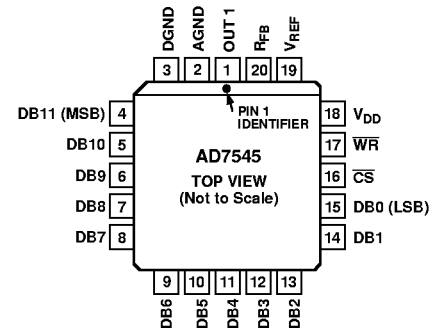 DGND AGND OUT 1 RFB VREF
3 2 1 20 19
PIN 1
IDENTIFIER
DB11 (MSB) 4
DB10 5
DB9 6
DB8 7
DB7 8
AD7545
TOP VIEW
(Not to Scale)
18 VDD
17 WR
16 CS
15 DB0 (LSB)
14 DB1
9 10 11 12 13
DB6 DB5 DB4 DB3 DB2